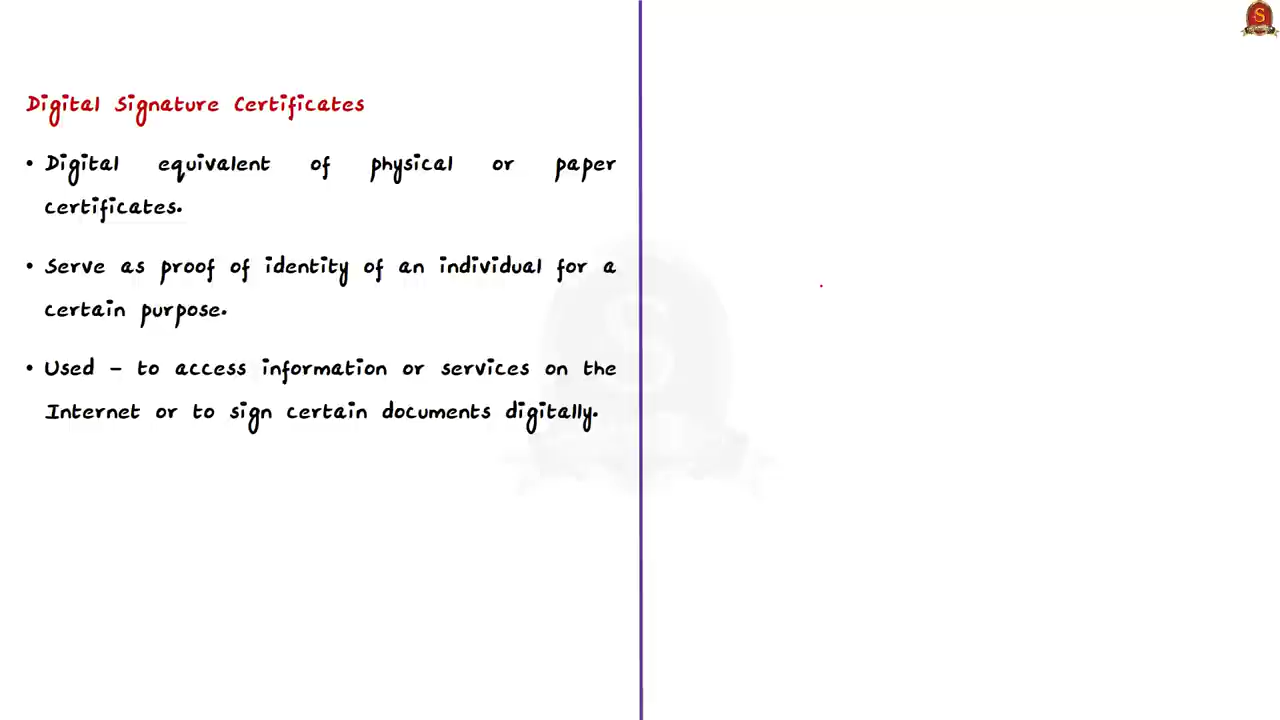 Digital Signature Certificates
• Digital equivalent of physical or paper
certificates.
• Serve as proof of identity of an individual for a
certain purpose.
• Used – to access information or services on the
Internet or to sign certain documents digitally.
S
S